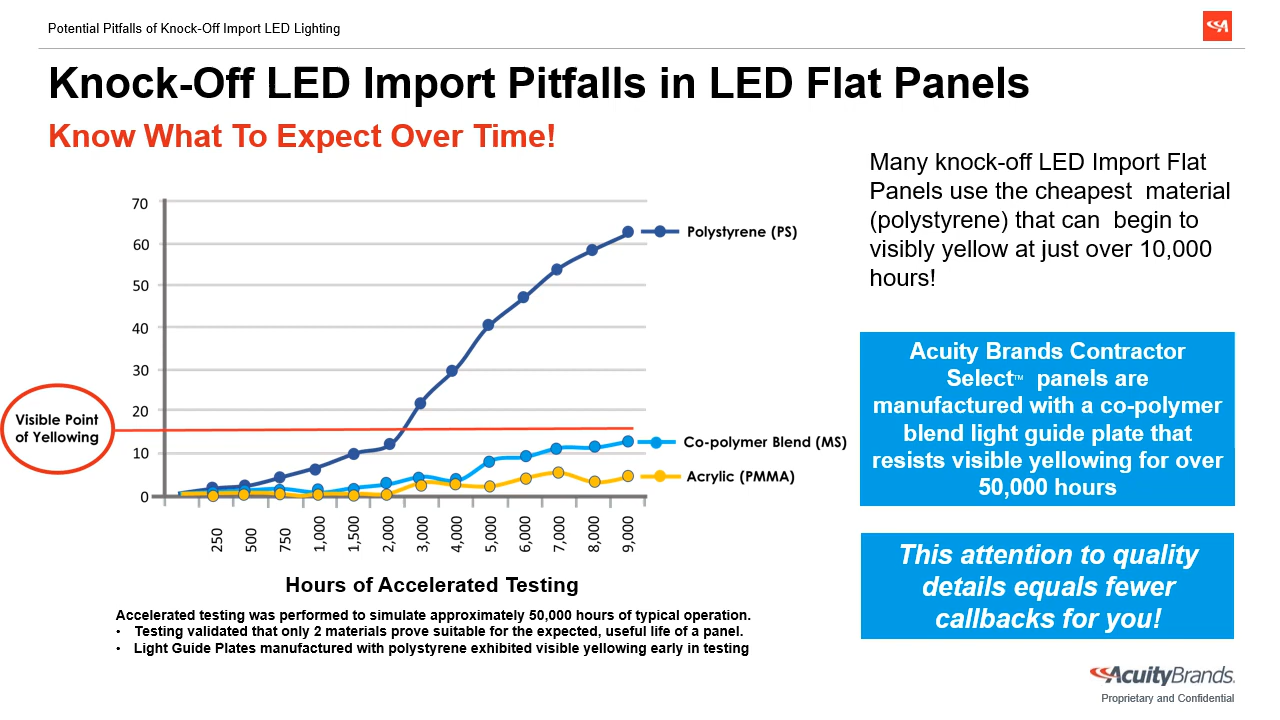 Potential Pitfalls of Knock-Off Import LED Lighting
Knock-Off LED Import Pitfalls in LED Flat Panels
Know What To Expect Over Time!
Many knock-off LED Import Flat
Panels use the cheapest material
(polystyrene) that can begin to
visibly yellow at just over 10,000
hours!
70
60
50
40
30
20
10
0
Polystyrene (PS)
Visible Point
of Yellowing
Co-polymer Blend (MS)
Acrylic (PMMA)
250
500
750
1,000
1,500
2,000
3,000
4,000
5,000
6,000
7,000
8,000
9,000
Hours of Accelerated Testing
Accelerated testing was performed to simulate approximately 50,000 hours of typical operation.
• Testing validated that only 2 materials prove suitable for the expected, useful life of a panel.
• Light Guide Plates manufactured with polystyrene exhibited visible yellowing early in testing
Acuity Brands Contractor
Select™ panels are
manufactured with a co-polymer
blend light guide plate that
resists visible yellowing for over
50,000 hours
This attention to quality
details equals fewer
callbacks for you!
AcuityBrands.
Proprietary and Confidential